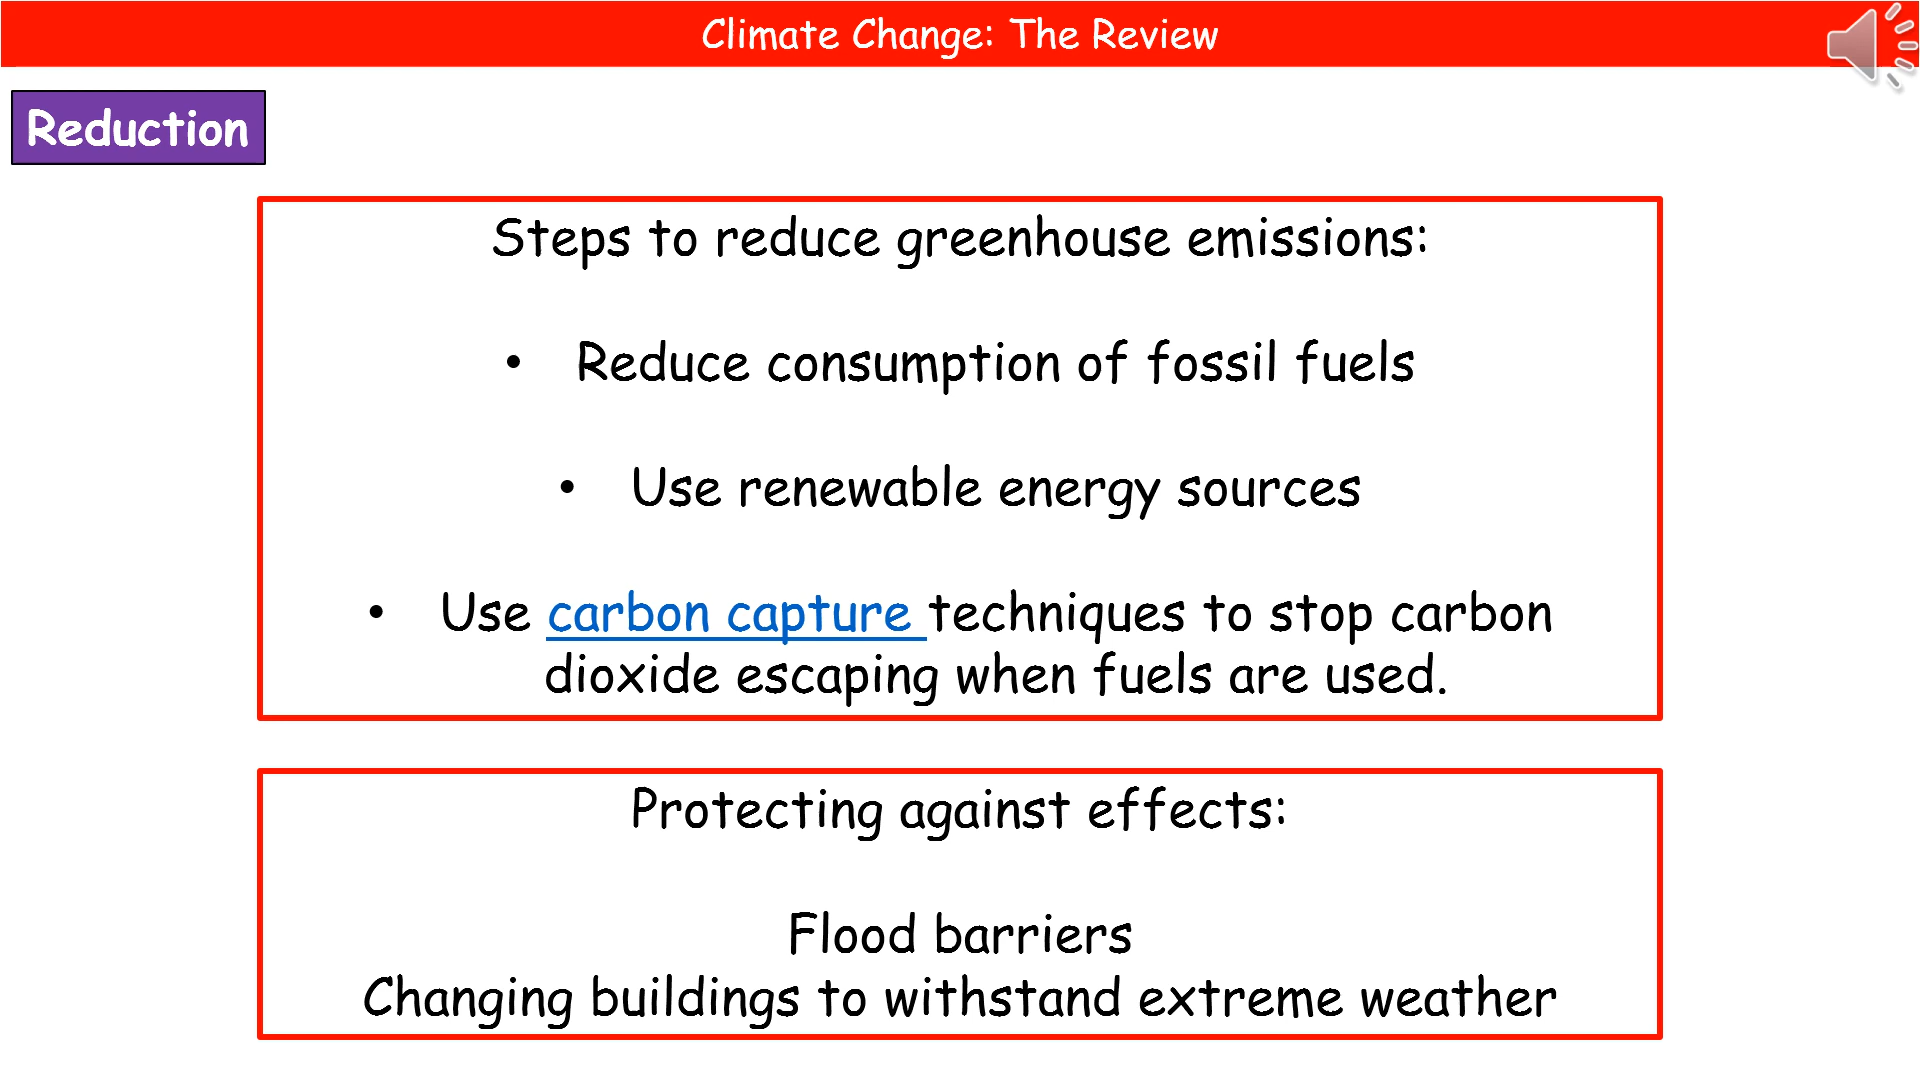 Climate Change: The Review
Reduction
Steps to reduce greenhouse emissions:
• Reduce consumption of fossil fuels
• Use renewable energy sources
• Use carbon capture techniques to stop carbon
dioxide escaping when fuels are used.
Protecting against effects:
Flood barriers
Changing buildings to withstand extreme weather